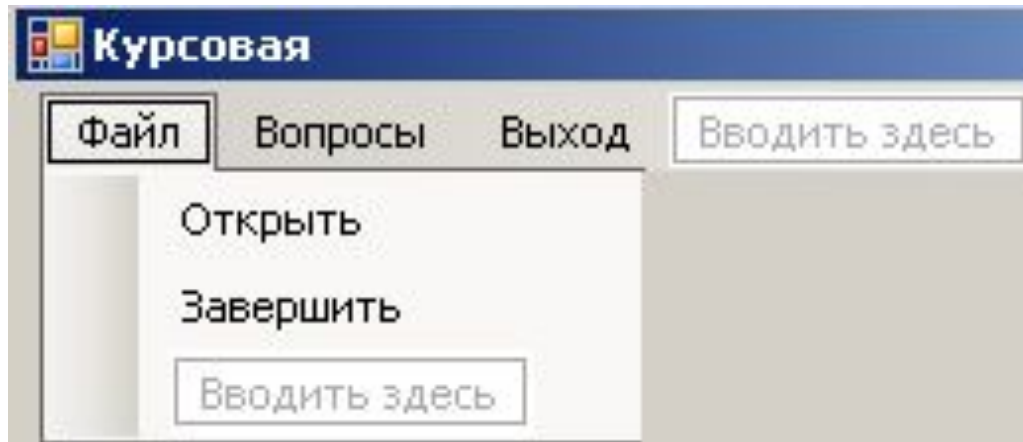 Курсовая
Файл Вопросы Выход Вводить здесь
Открыть
Завершить
Вводить здесь